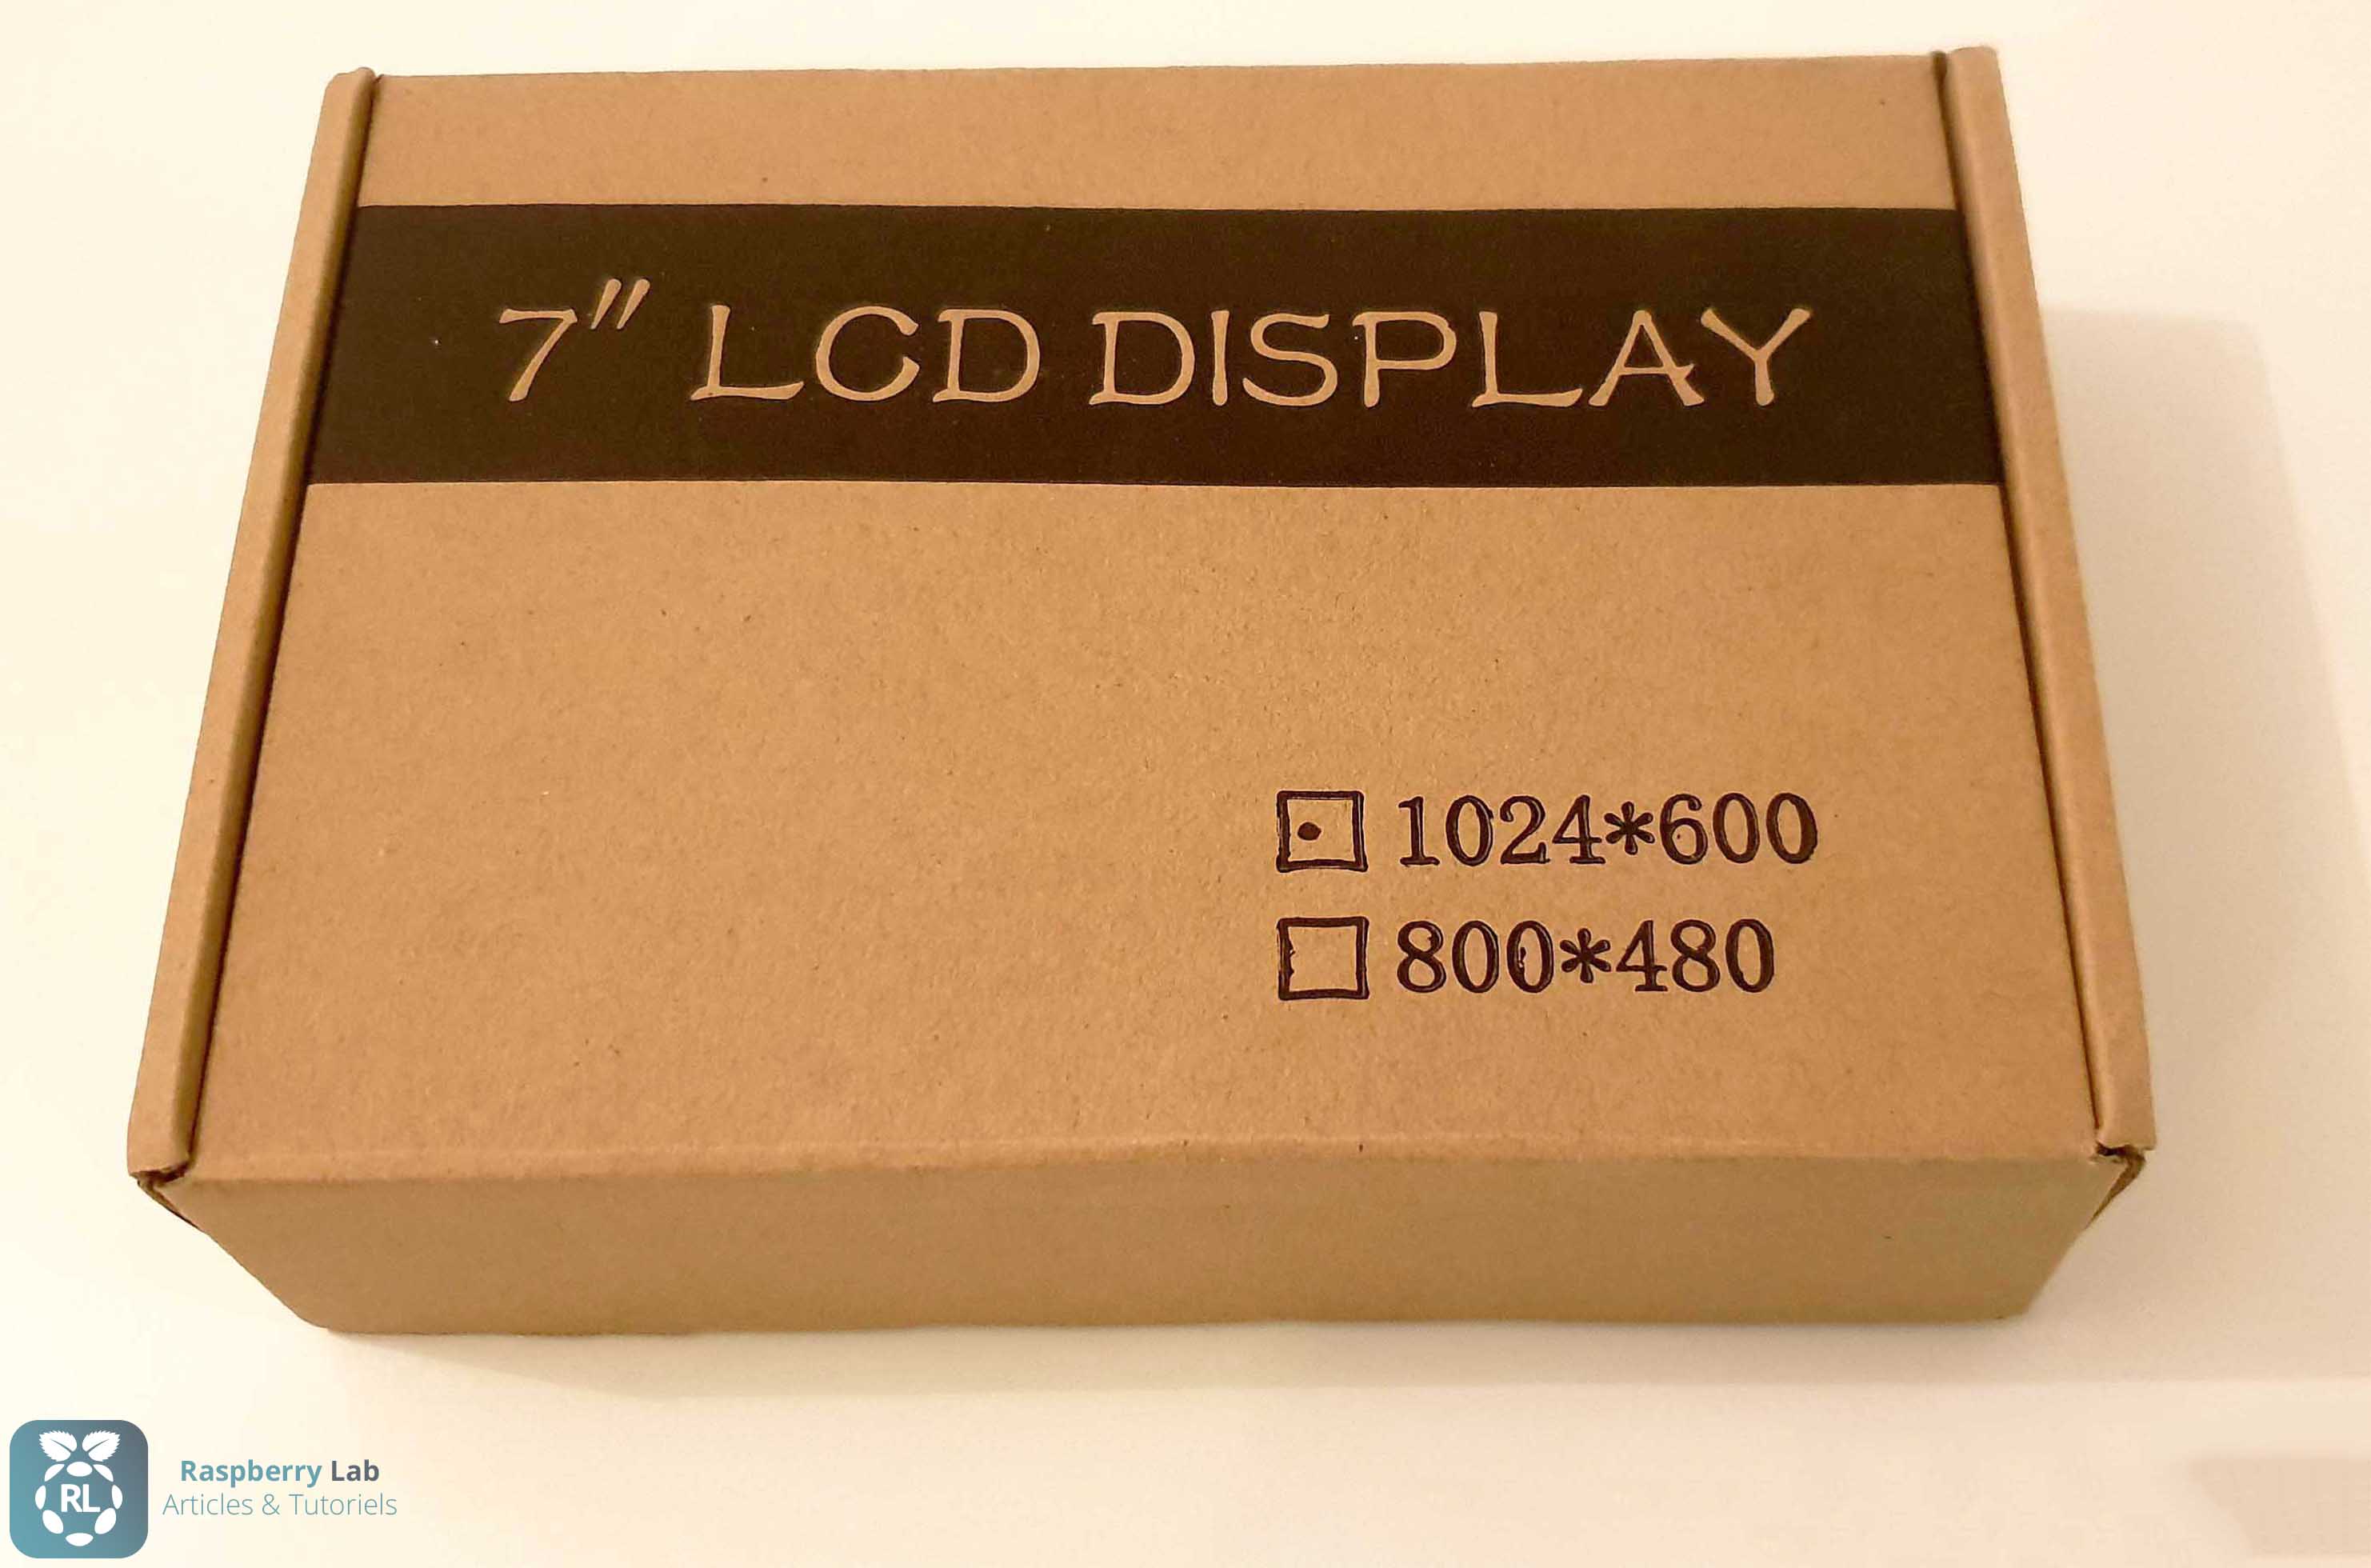 7" LCD DISPLAY
1024*600
800*480
RL
Raspberry Lab
Articles & Tutoriels